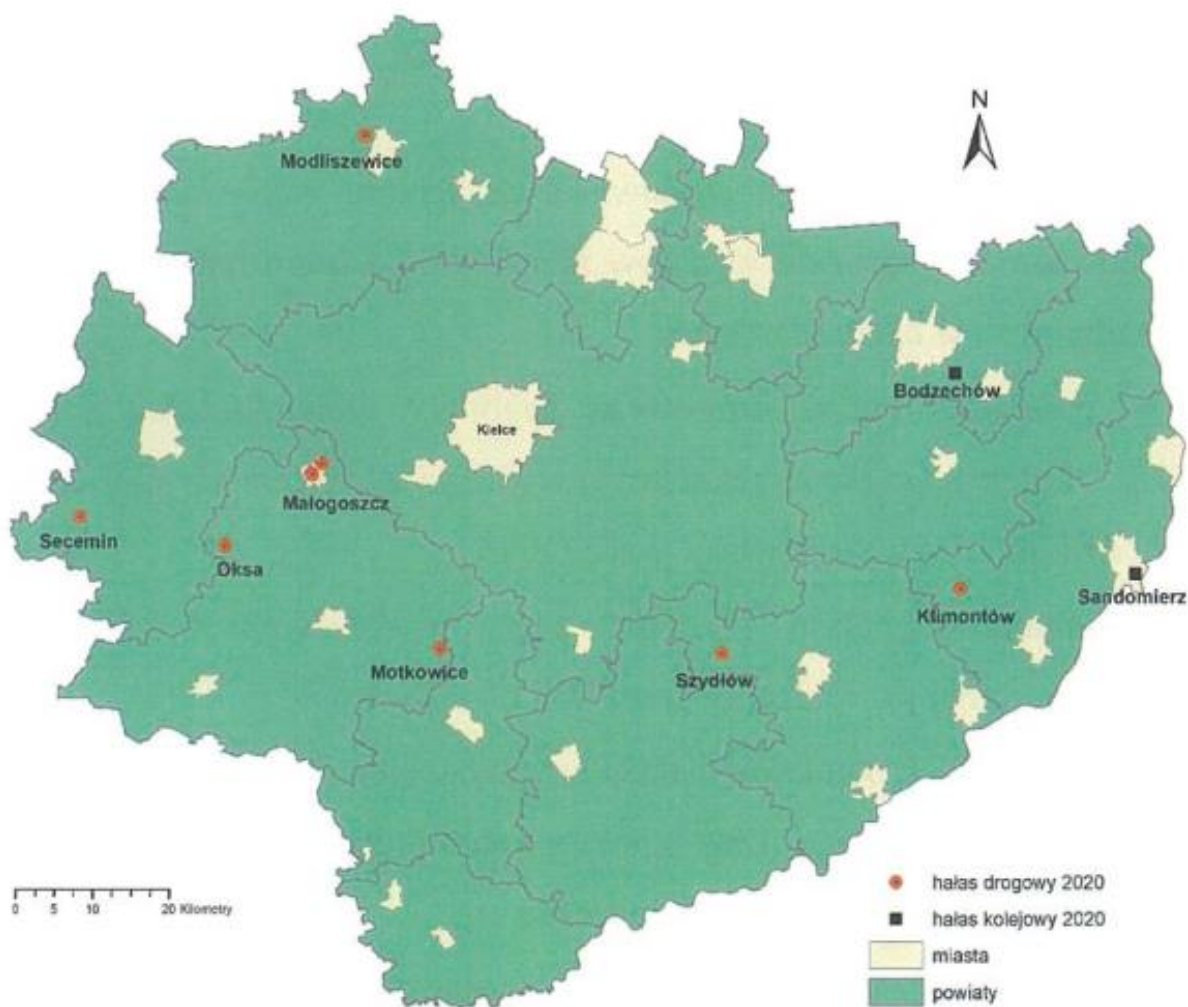 N
Modliszewice
Kielce
Bodzechów
Małogoszcz
Secemin
Oksa
Sandomierz
Klimontów
Motkowice
Szydłów
0 5 10 20 Kilometry
hałas drogowy 2020
hałas kolejowy 2020
miasta
powiaty